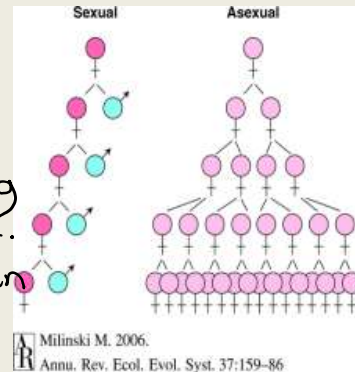 Sexual Asexual
Milinski M. 2006.
Annu. Rev. Ecol. Evol. Syst. 37:159–86